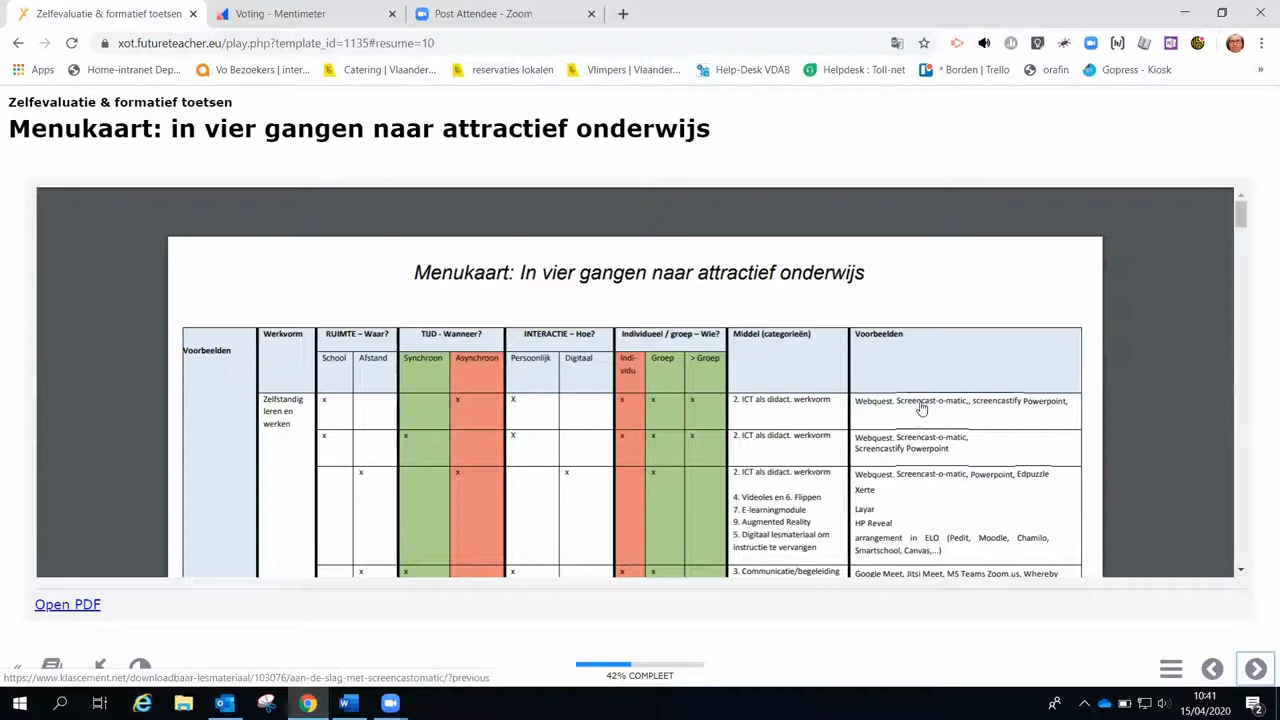 Zelfevaluatie & formatief toetsen
Voting - Mentimeter
Post Attendee - Zoom
xot.futureteacher.eu/play.php?template_id=1135#resume=10
Apps
Home-intranet Dep...
Vo Bezoekers | inter...
Catering | Vlaander...
reservaties lokalen
Vlimpers | Vlaander...
Help-Desk VDAB
Helpdesk : Toll-net
* Borden | Trello
orafin
Gopress - Kiosk
Zelfevaluatie & formatief toetsen
Menukaart: in vier gangen naar attractief onderwijs
Menukaart: In vier gangen naar attractief onderwijs
Voorbeelden
Werkvorm
RUIMTE – Waar?
TIJD - Wanneer?
INTERACTIE – Hoe?
Individueel / groep – Wie?
Middel (categorieën)
Voorbeelden
School
Afstand
Synchroon
Asynchroon
Persoonlijk
Digitaal
Indi-
vidu
Groep
> Groep
Zelfstandig
leren en
werken
x x X x x x
2. ICT als didact. werkvorm
Webquest. Screencast-o-matic,, screencastify Powerpoint,
x x X x x x
2. ICT als didact. werkvorm
Webquest. Screencast-o-matic,
Screencastify Powerpoint
x x x x
2. ICT als didact. werkvorm
4. Videoles en 6. Flippen
7. E-learningmodule
9. Augmented Reality
5. Digitaal lesmateriaal om
instructie te vervangen
Webquest. Screencast-o-matic, Powerpoint, Edpuzzle
Xerte
Layar
HP Reveal
arrangement in ELO (Pedit, Moodle, Chamilo,
Smartschool, Canvas,...)
x x x x x
3. Communicatie/begeleiding
Google Meet, Jitsi Meet, MS Teams Zoom.us, Whereby
Open PDF
https://www.klascement.net/downloadbaar-lesmateriaal/103076/aan-de-slag-met-screencastomatic/?previous
42% COMPLEET
10:41
15/04/2020
2